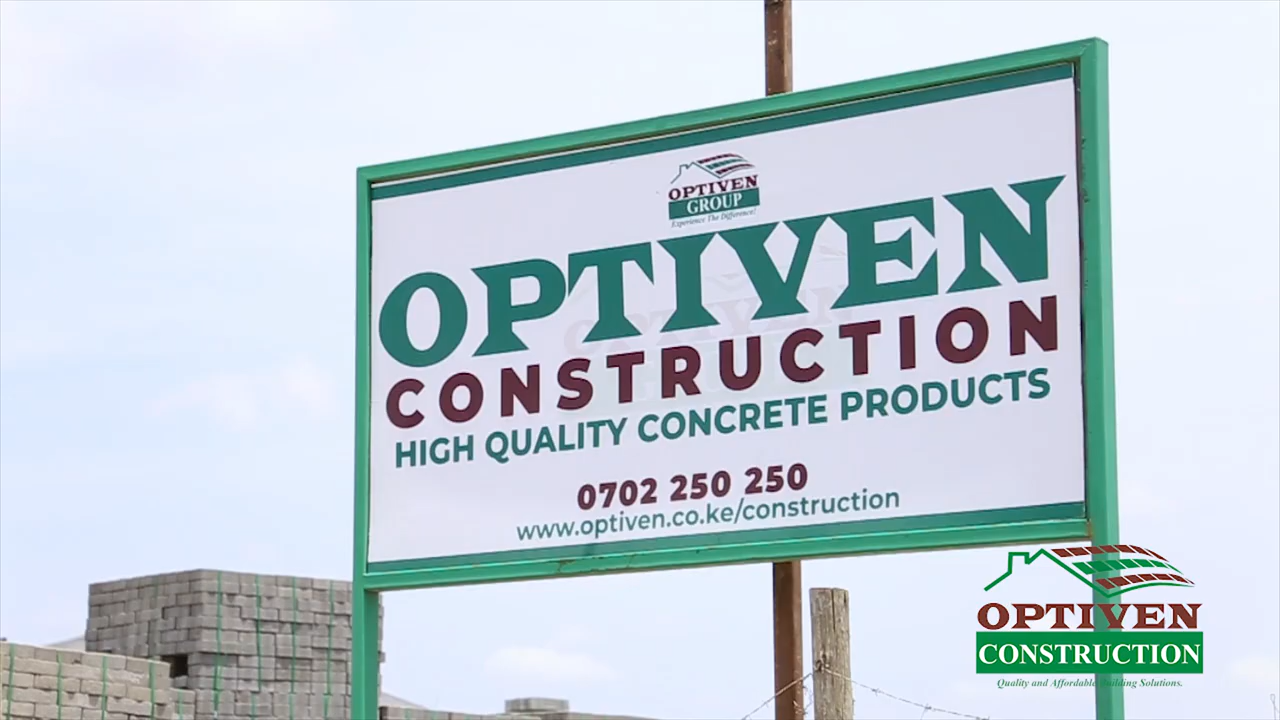 OPTIVEN
GROUP
Experience The Difference!
OPTIVEN
CONSTRUCTION
HIGH QUALITY CONCRETE PRODUCTS
0702 250 250
www.optiven.co.ke/construction
OPTIVEN
CONSTRUCTION
Quality and Affordable Building Solutions.